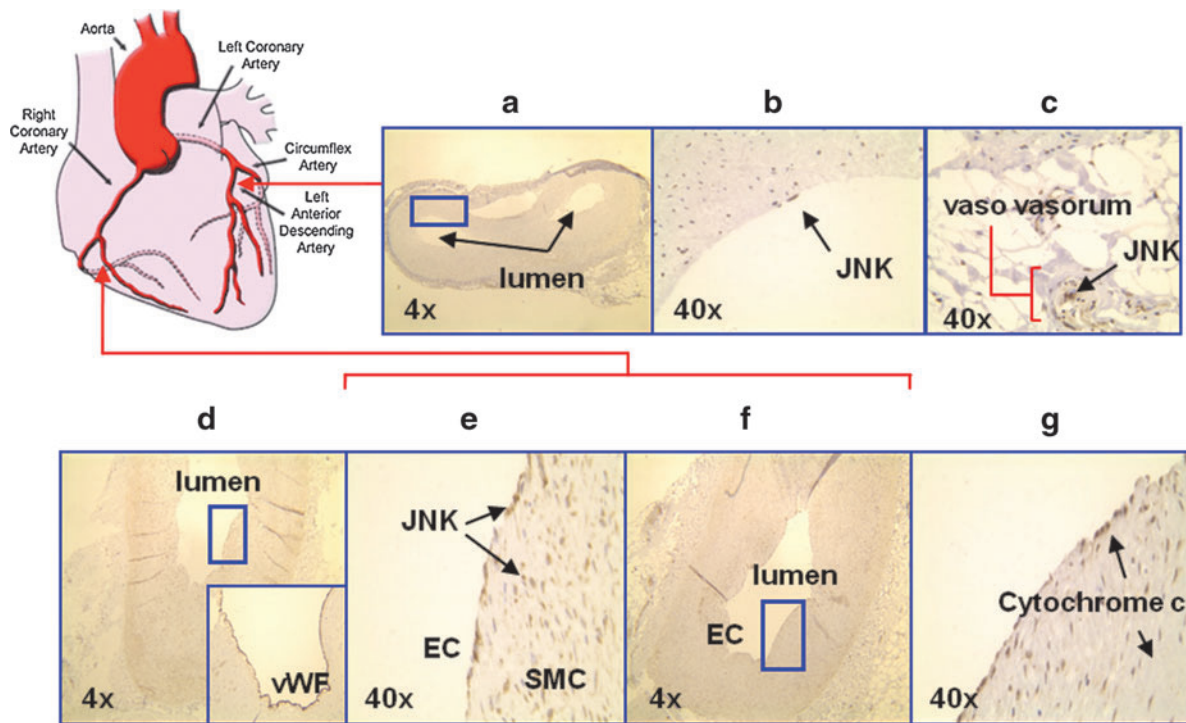 Aorta
Left Coronary
Artery
Right
Coronary
Artery
Circumflex
Artery
Left
Anterior
Descending
Artery
a
b
c
lumen
4x
JNK
40x
vaso vasorum
JNK
40x
d
e
f
g
lumen
vWF
4x
JNK
EC
SMC
40x
lumen
EC
4x
Cytochrome c
40x